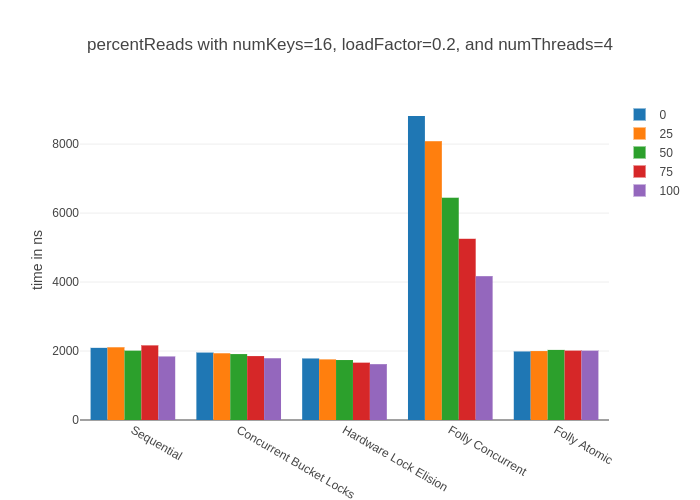 percentReads with numKeys=16, loadFactor=0.2, and numThreads=4
0
25
50
75
100
8000
6000
4000
2000
0
time in ns
Sequential
Concurrent Bucket Locks
Hardware Lock Elision
Folly Concurrent
Folly Atomic